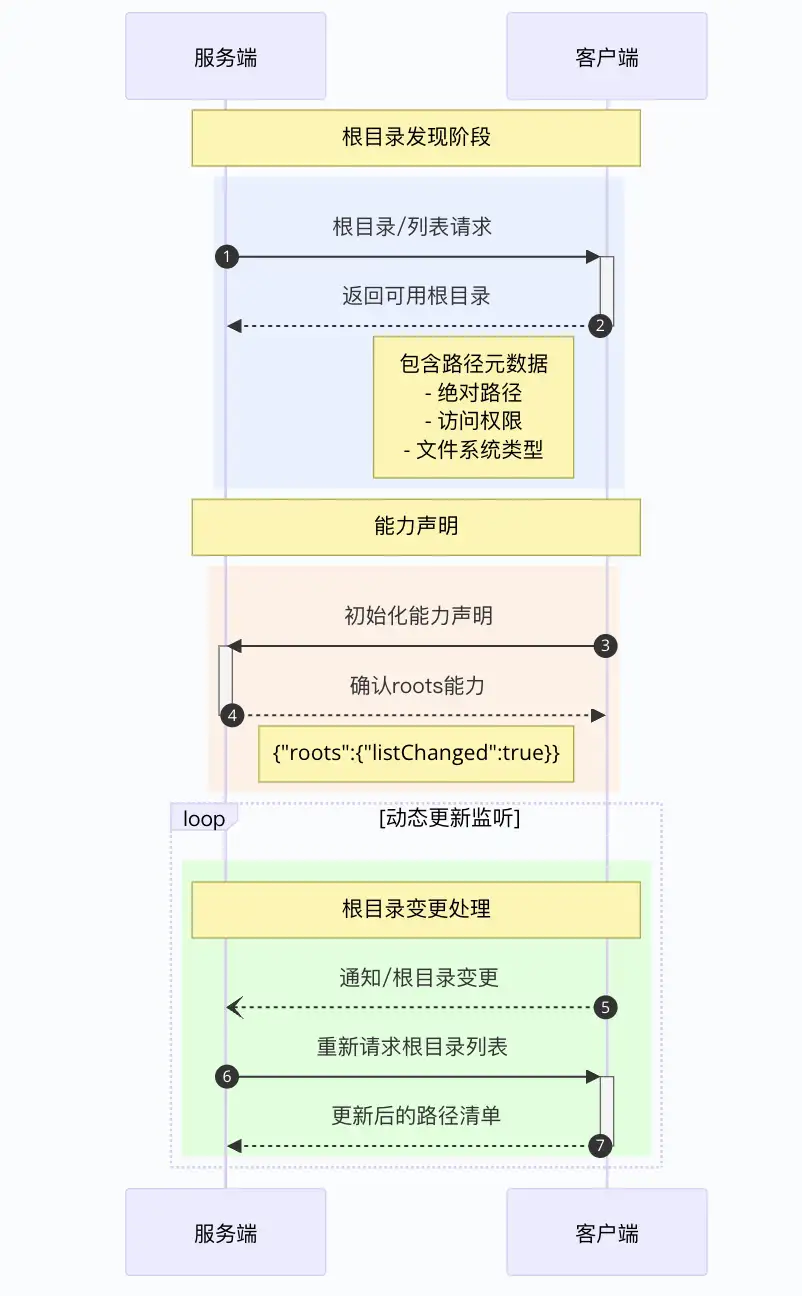 服务端
客户端
根目录发现阶段
根目录/列表请求
1
返回可用根目录
2
包含路径元数据
- 绝对路径
- 访问权限
- 文件系统类型
能力声明
初始化能力声明
3
确认roots能力
4
{"roots":{"listChanged":true}}
loop
[动态更新监听]
根目录变更处理
通知/根目录变更
5
重新请求根目录列表
6
更新后的路径清单
7
服务端
客户端